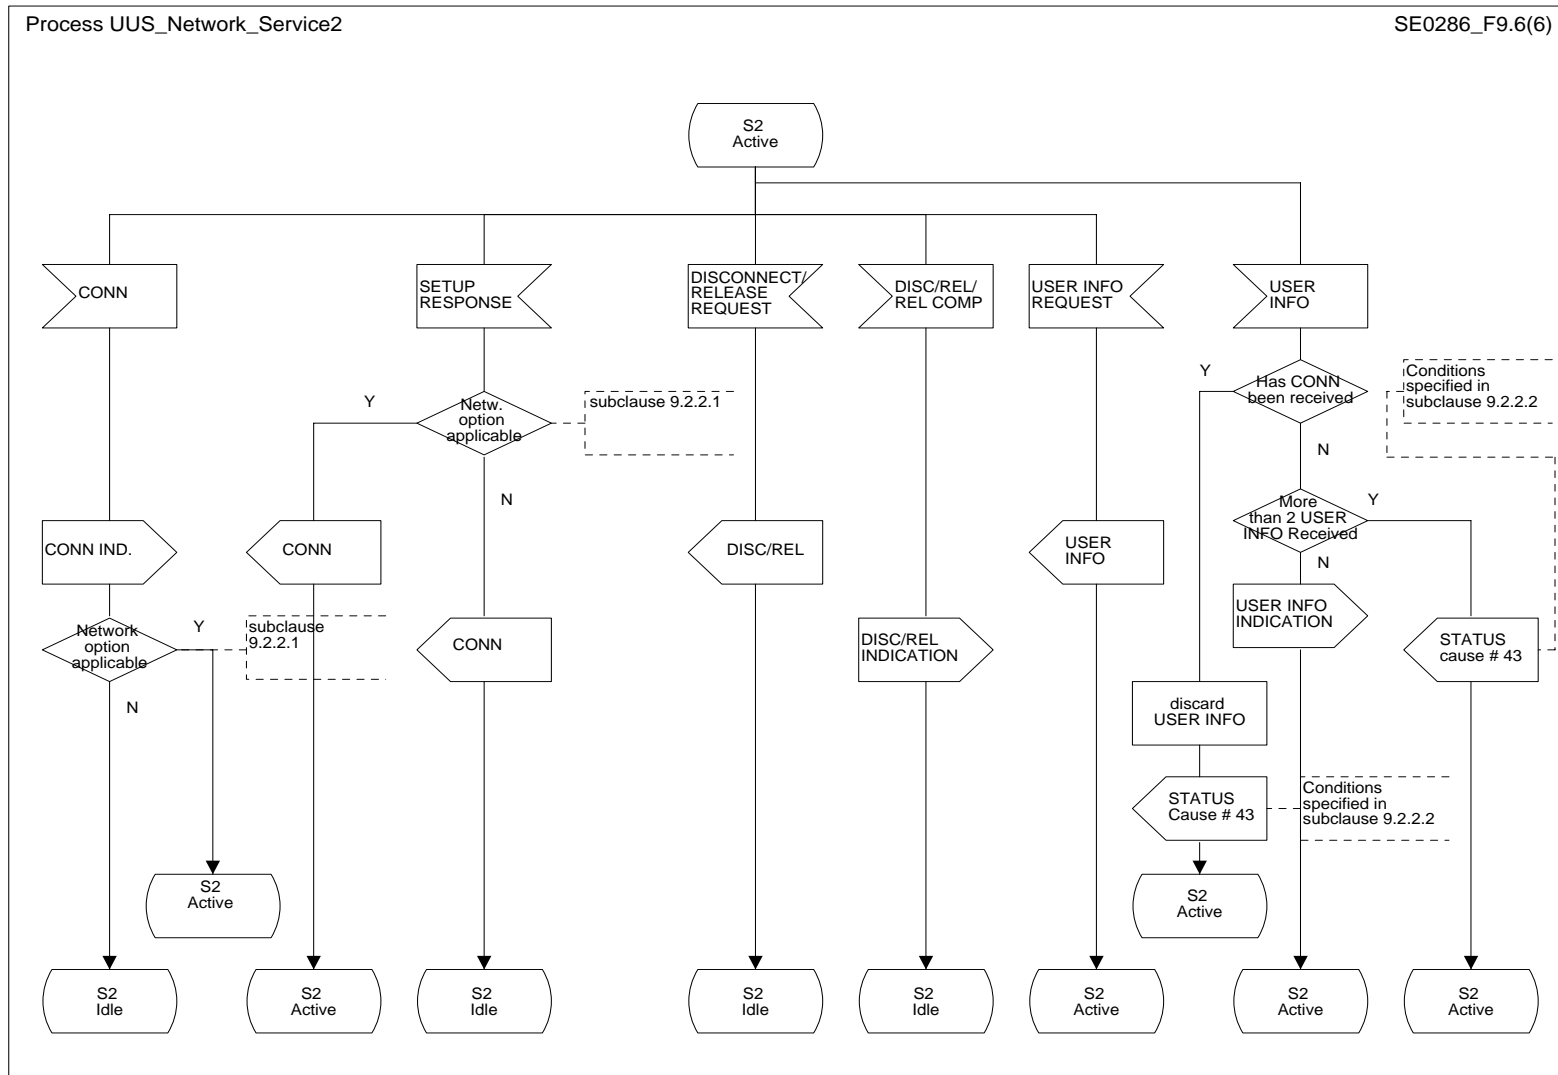 Process UUS_Network_Service2
SE0286_F9.6(6)
S2
Active
CONN
SETUP
RESPONSE
DISCONNECT/
RELEASE
REQUEST
DISC/REL/
REL COMP
USER INFO
REQUEST
USER
INFO
Y
Netw.
option
applicable
subclause 9.2.2.1
N
Y
Has CONN
been received
Conditions
specified in
subclause 9.2.2.2
N
More
than 2 USER
INFO Received
Y
N
CONN IND.
CONN
DISC/REL
USER
INFO
USER INFO
INDICATION
Network
option
applicable
Y
subclause
9.2.2.1
N
CONN
DISC/REL
INDICATION
STATUS
cause # 43
discard
USER INFO
STATUS
Cause # 43
Conditions
specified in
subclause 9.2.2.2
S2
Active
S2
Active
S2
Idle
S2
Active
S2
Idle
S2
Idle
S2
Idle
S2
Active
S2
Active
S2
Active